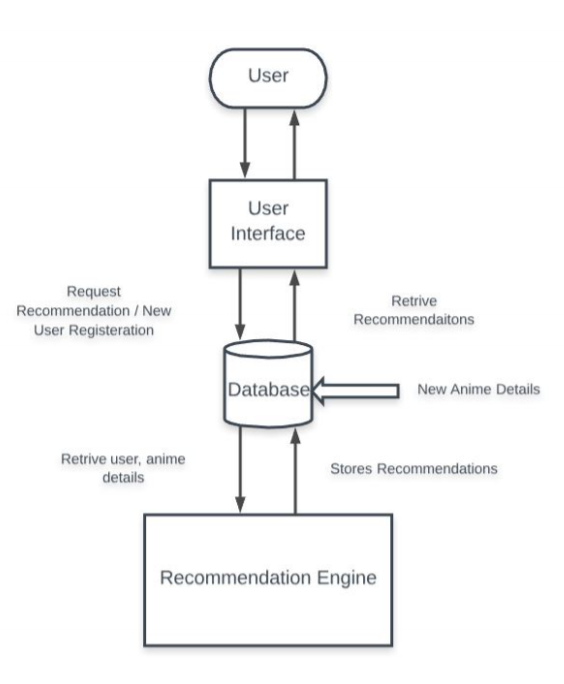 User
User
Interface
Request
Recommendation / New
User Registeration
Retrive
Recommendaitons
Database
New Anime Details
Retrive user, anime
details
Stores Recommendations
Recommendation Engine